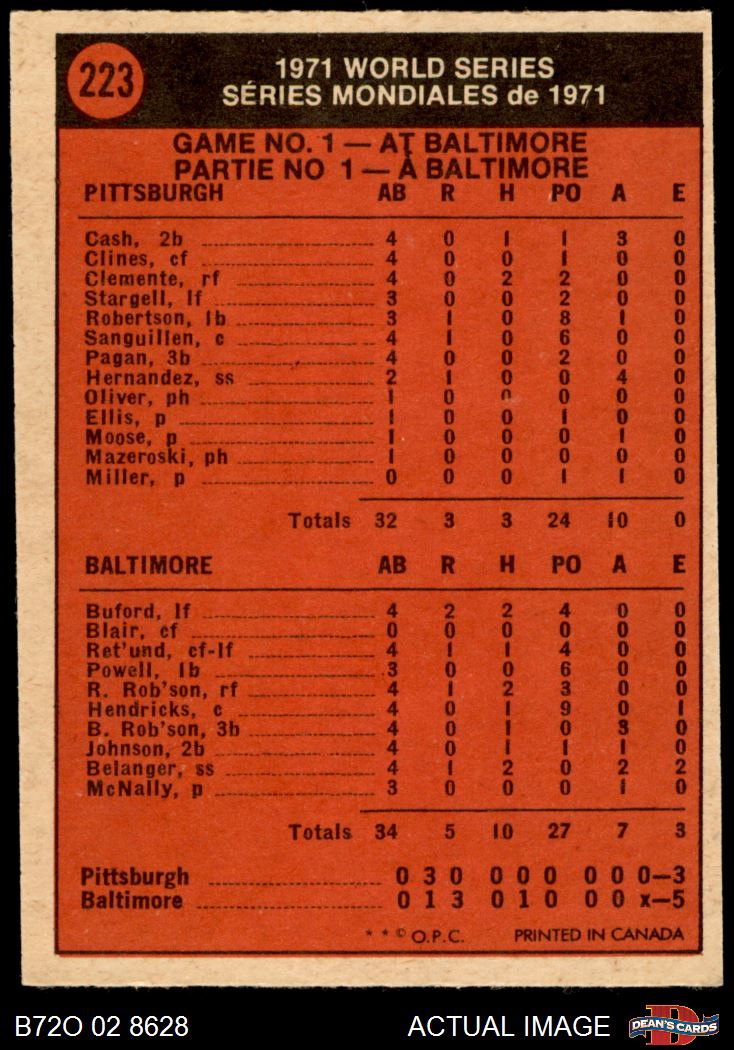 223
1971 WORLD SERIES
SÉRIES MONDIALES de 1971
GAME NO. 1 — AT BALTIMORE
PARTIE NO 1 — À BALTIMORE
PITTSBURGH AB R H PO A E
Cash, 2b 4 0 1 1 3 0
Clines, cf 4 0 0 1 0 0
Clemente, rf 4 0 2 2 0 0
Stargell, lf 3 0 0 2 0 0
Robertson, 1b 3 1 0 8 1 0
Sanguillen, c 4 1 0 6 0 0
Pagan, 3b 4 0 0 2 0 0
Hernandez, ss 2 1 0 0 4 0
Oliver, ph 1 0 0 0 0 0
Ellis, p 1 0 0 1 0 0
Moose, p 1 0 0 0 1 0
Mazeroski, ph 1 0 0 0 0 0
Miller, p 0 0 0 1 1 0
Totals 32 3 3 24 10 0
BALTIMORE AB R H PO A E
Buford, lf 4 2 2 4 0 0
Blair, cf 0 0 0 0 0 0
Ret'und, cf-lf 4 1 1 4 0 0
Powell, 1b 3 0 0 6 0 0
R. Rob'son, rf 4 1 2 3 0 0
Hendricks, c 4 0 1 9 0 1
B. Rob'son, 3b 4 0 1 0 3 0
Johnson, 2b 4 0 1 1 1 0
Belanger, ss 4 1 2 0 2 2
McNally, p 3 0 0 0 1 0
Totals 34 5 10 27 7 3
Pittsburgh 0 3 0 0 0 0 0 0 0—3
Baltimore 0 1 3 0 1 0 0 0 x—5
* * © O.P.C. PRINTED IN CANADA
B72O 02 8628 ACTUAL IMAGE D DEAN'S CARDS